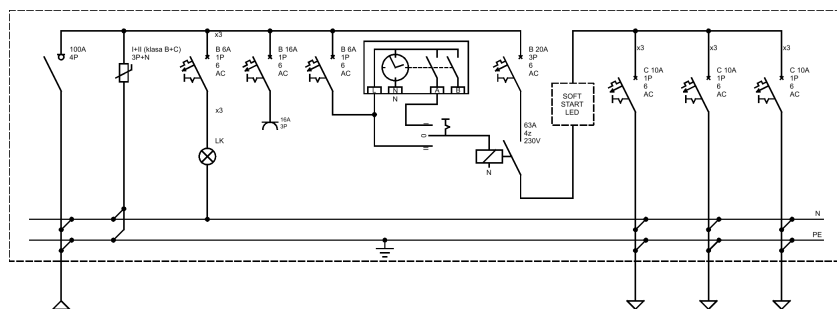 100A
4P
I+II (klasa B+C)
3P+N
x3
B 6A
1P
6
AC
x3
LK
B 16A
1P
6
AC
16A
3P
B 6A
1P
6
AC
L
N
A
B
N
I
0
II
N
B 20A
3P
6
AC
63A
4z
230V
SOFT
START
LED
x3
C 10A
1P
6
AC
x3
C 10A
1P
6
AC
x3
C 10A
1P
6
AC
N
PE